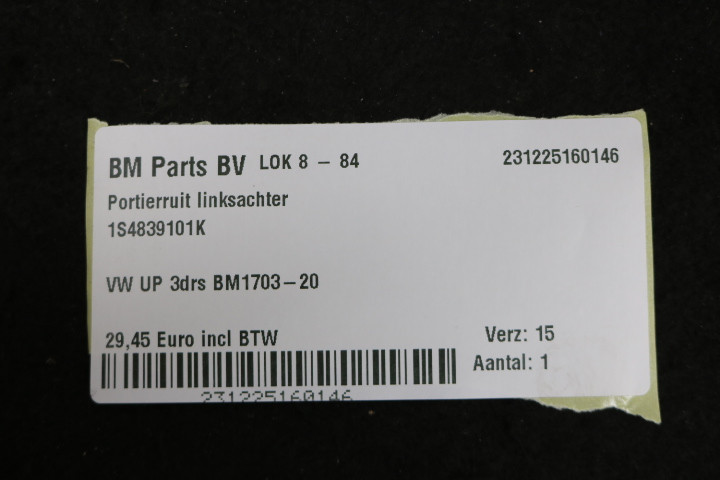 BM Parts BV LOK 8 – 84 231225160146
Portierruit linksachter
1S4839101K
VW UP 3drs BM1703–20
29,45 Euro incl BTW Verz: 15
Aantal: 1
231225160146